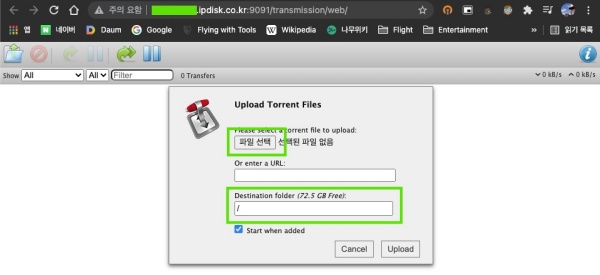 주의 요함 .ipdisk.co.kr:9091/transmission/web/
앱 네이버 Daum Google Flying with Tools Wikipedia 나무위키 Flight Entertainment » 읽기 목록
Show All All Filter 0 Transfers 0 kB/s 0 kB/s
Upload Torrent Files
Please select a torrent file to upload:
파일 선택 선택된 파일 없음
Or enter a URL:
Destination folder (72.5 GB Free):
/
Start when added
Cancel Upload